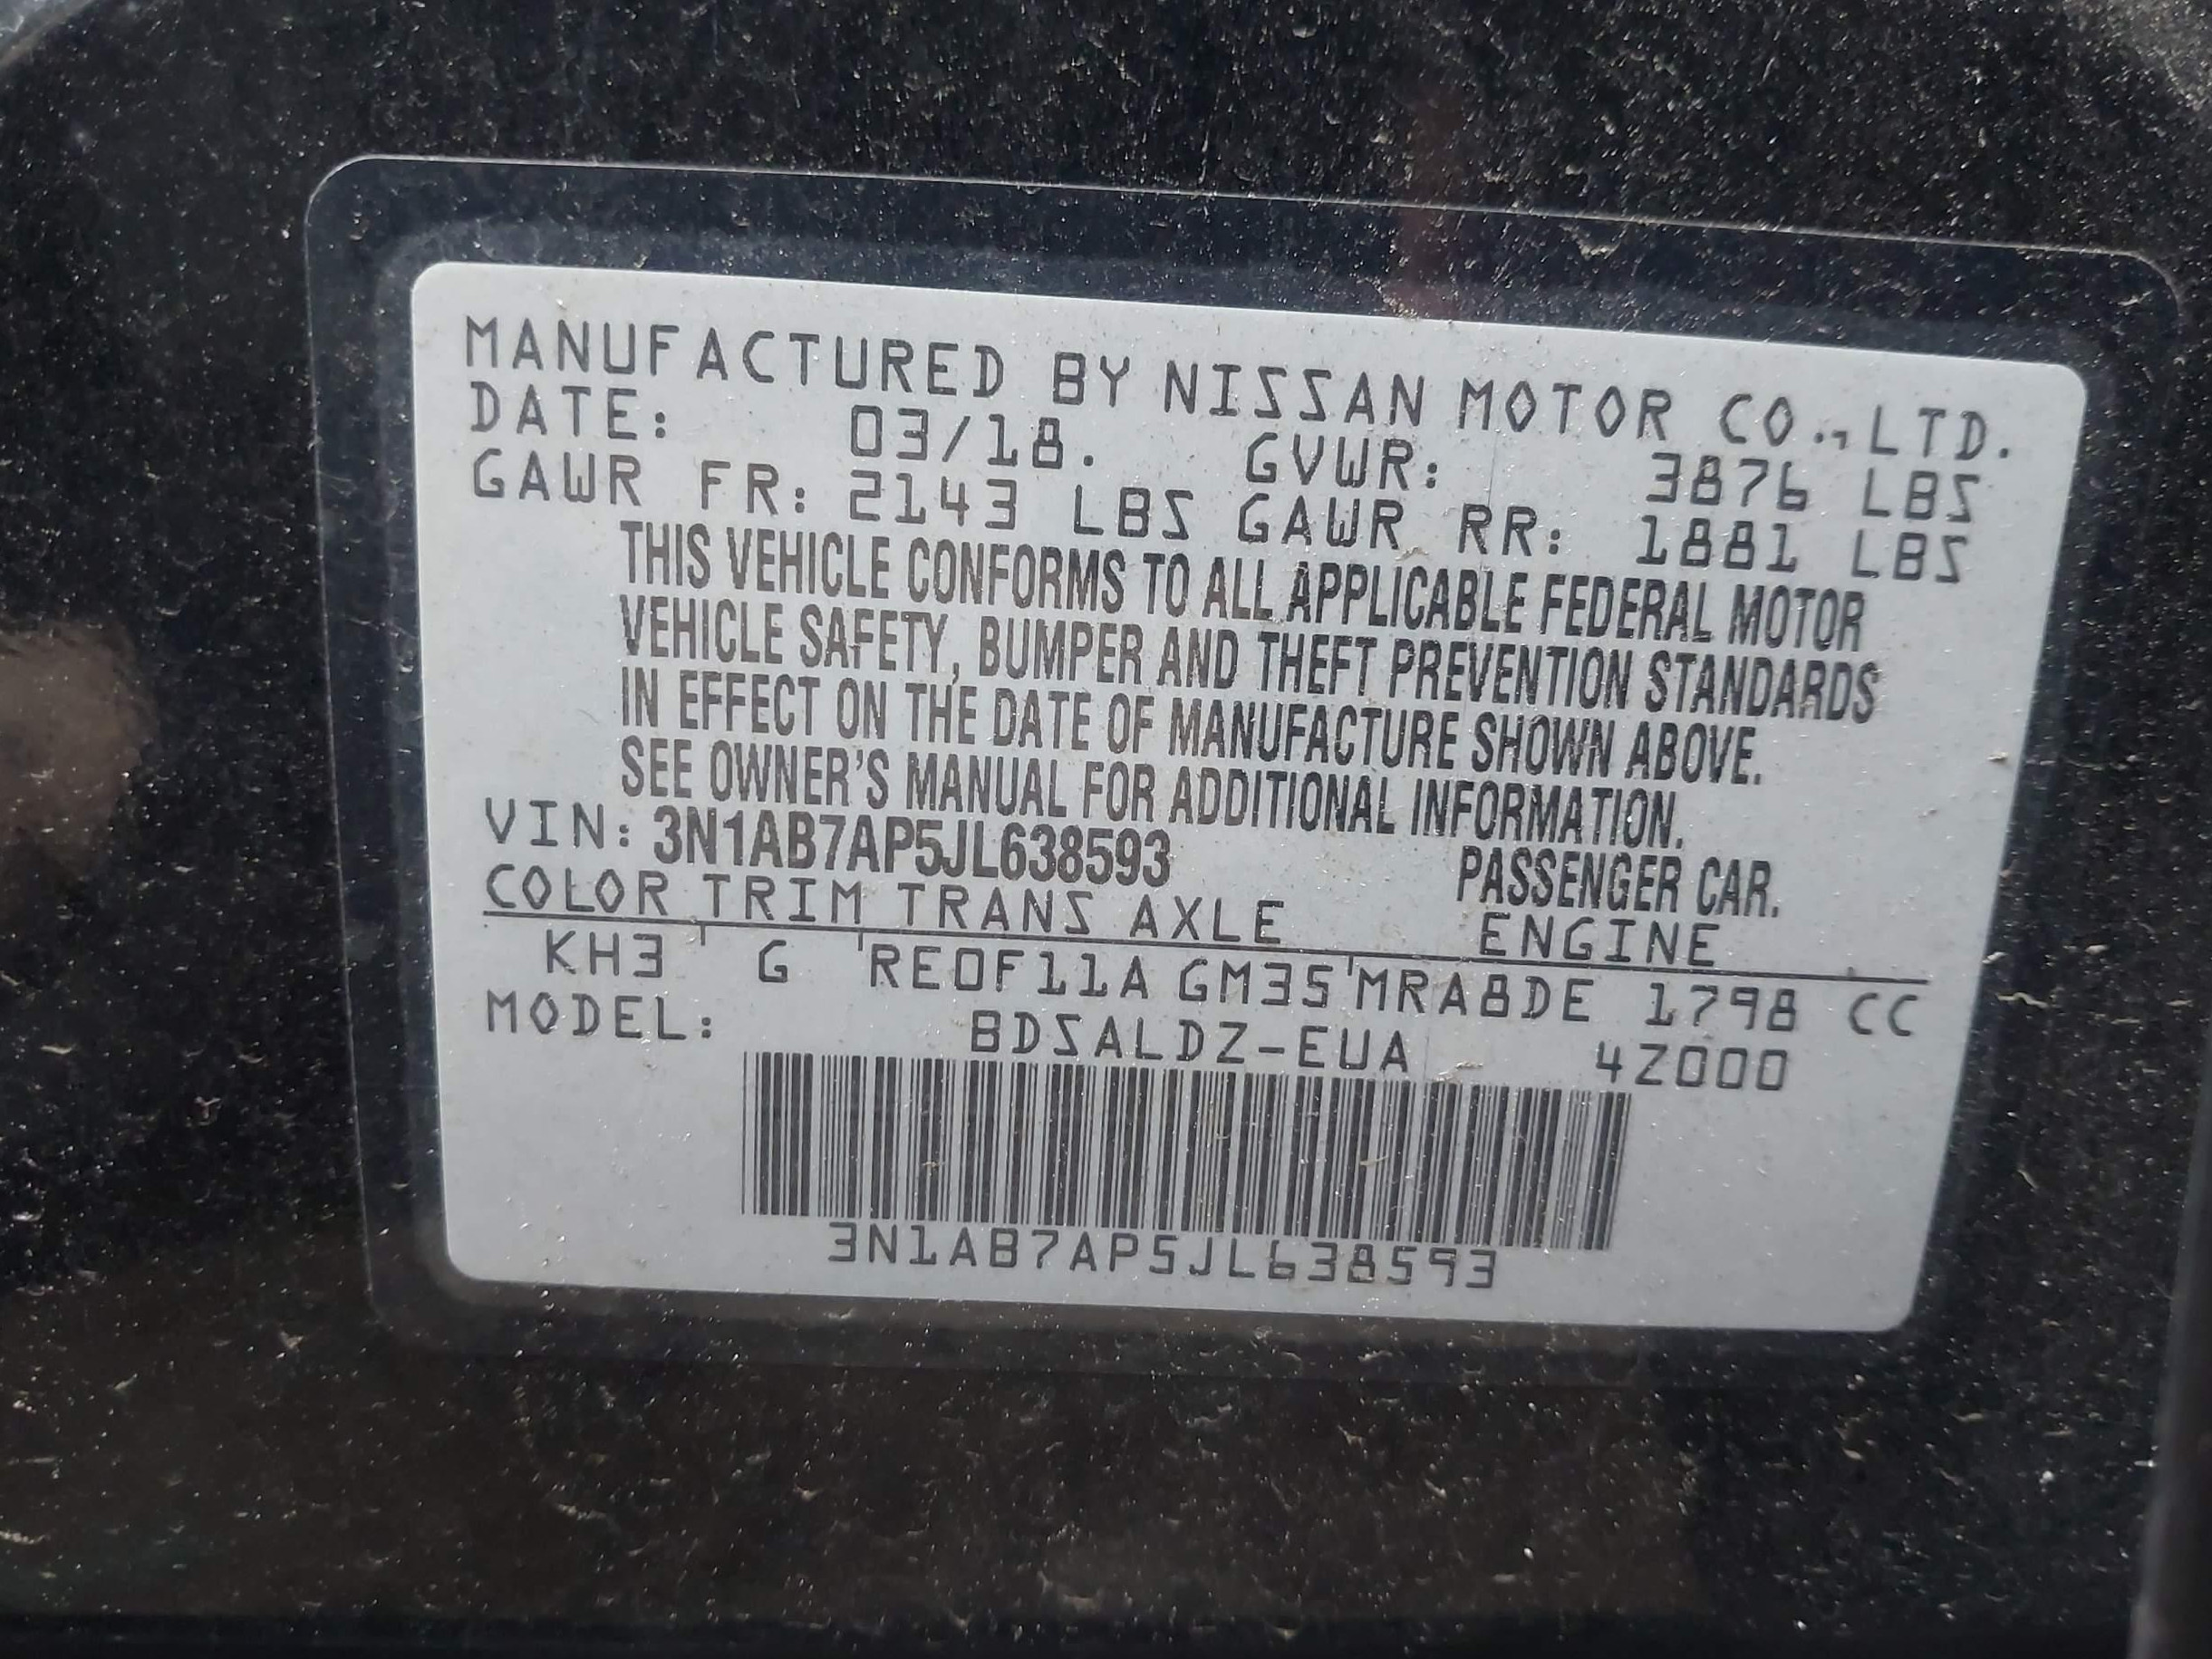 MANUFACTURED BY NISSAN MOTOR CO.,LTD.
DATE: 03/18. GVWR: 3876 LBS
GAWR FR: 2143 LBS GAWR RR: 1881 LBS
THIS VEHICLE CONFORMS TO ALL APPLICABLE FEDERAL MOTOR
VEHICLE SAFETY, BUMPER AND THEFT PREVENTION STANDARDS
IN EFFECT ON THE DATE OF MANUFACTURE SHOWN ABOVE.
SEE OWNER'S MANUAL FOR ADDITIONAL INFORMATION.
VIN: 3N1AB7AP5JL638593 PASSENGER CAR.
COLOR TRIM TRANS AXLE ENGINE
KH3 G RE0F11A GM35 MRA8DE 1798 CC
MODEL: BDSALDZ-EUA 4Z000
3N1AB7AP5JL638593